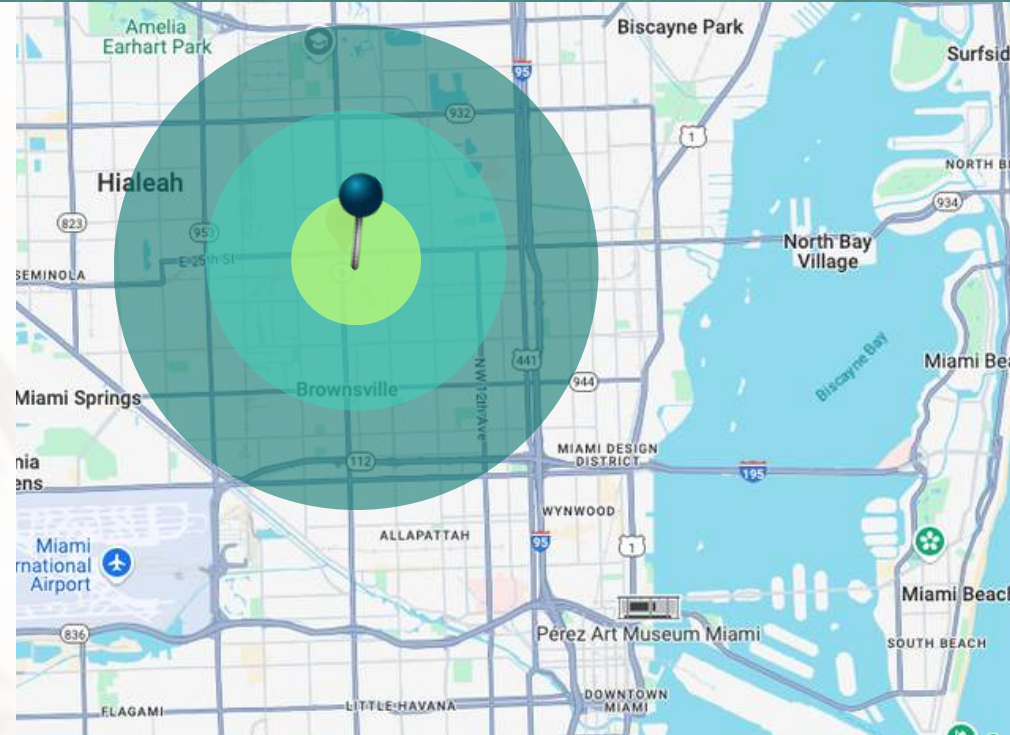 Amelia
Earhart Park
Biscayne Park
95
Surfsid
932
1
Hialeah
NORTH B
934
823
953
North Bay
Village
E 25th St
SEMINOLA
441
Biscayne Bay
Miami Bea
944
Brownsville
Miami Springs
NW 12th Ave
MIAMI DESIGN
DISTRICT
112
nia
ens
195
WYNWOOD
ALLAPATTAH
95
1
Miami
rnational
Airport
Miami Beach
836
Pérez Art Museum Miami
SOUTH BEACH
DOWNTOWN
MIAMI
LITTLE HAVANA
FLAGAMI